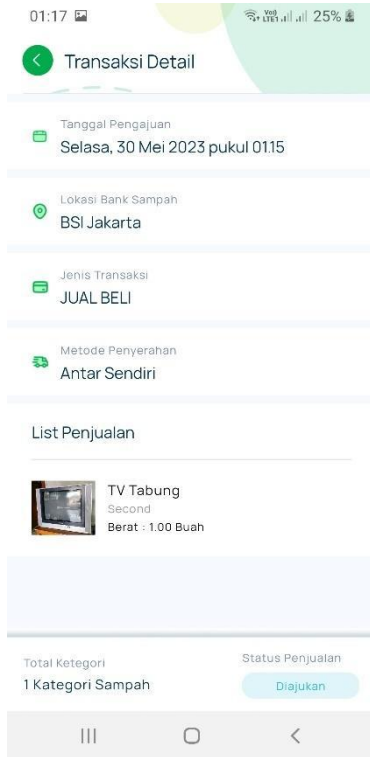 01:17
Vo)) LTE1 25%
Transaksi Detail
Tanggal Pengajuan
Selasa, 30 Mei 2023 pukul 01.15
Lokasi Bank Sampah
BSI Jakarta
Jenis Transaksi
JUAL BELI
Metode Penyerahan
Antar Sendiri
List Penjualan
TV Tabung
Second
Berat : 1.00 Buah
Total Ketegori
Status Penjualan
1 Kategori Sampah
Diajukan